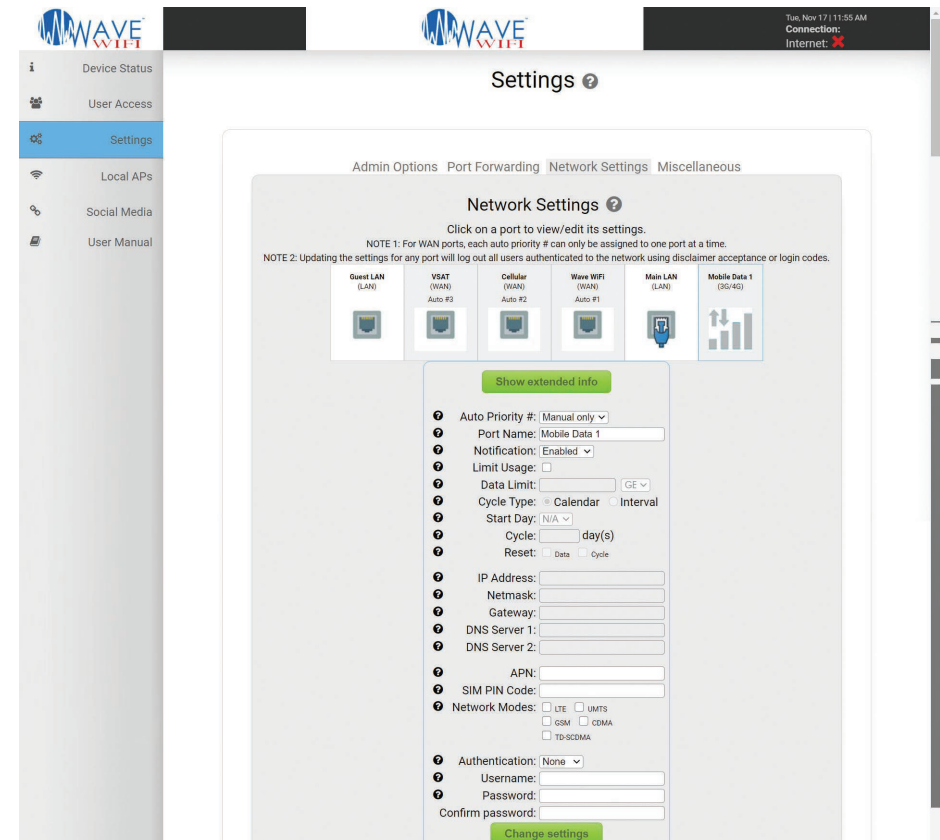 WAVE
WIFI
WAVE
WIFI
Tue, Nov 17 | 11:55 AM
Connection:
Internet:
Device Status
User Access
Settings
Local APs
Social Media
User Manual
Settings
Admin Options Port Forwarding Network Settings Miscellaneous
Network Settings
Click on a port to view/edit its settings.
NOTE 1: For WAN ports, each auto priority # can only be assigned to one port at a time.
NOTE 2: Updating the settings for any port will log out all users authenticated to the network using disclaimer acceptance or login codes.
Guest LAN VSAT Cellular Wave WiFi Main LAN Mobile Data 1
(LAN) (WAN) (WAN) (WAN) (LAN) (3G/4G)
Auto #3 Auto #2 Auto #1
Show extended info
Auto Priority #: Manual only
Port Name: Mobile Data 1
Notification: Enabled
Limit Usage:
Data Limit: GE
Cycle Type: Calendar Interval
Start Day: N/A
Cycle: day(s)
Reset: Data Cycle
IP Address:
Netmask:
Gateway:
DNS Server 1:
DNS Server 2:
APN:
SIM PIN Code:
Network Modes: LTE UMTS
GSM CDMA
TD-SCDMA
Authentication: None
Username:
Password:
Confirm password:
Change settings